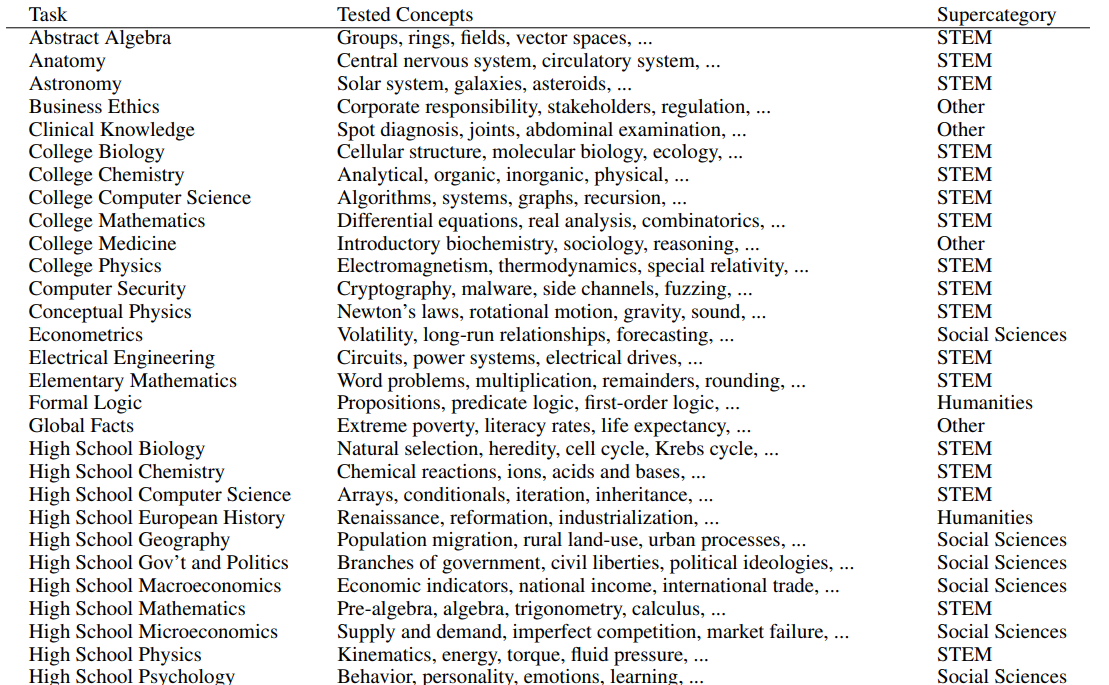 Task Tested Concepts Supercategory
Abstract Algebra Groups, rings, fields, vector spaces, ... STEM
Anatomy Central nervous system, circulatory system, ... STEM
Astronomy Solar system, galaxies, asteroids, ... STEM
Business Ethics Corporate responsibility, stakeholders, regulation, ... Other
Clinical Knowledge Spot diagnosis, joints, abdominal examination, ... Other
College Biology Cellular structure, molecular biology, ecology, ... STEM
College Chemistry Analytical, organic, inorganic, physical, ... STEM
College Computer Science Algorithms, systems, graphs, recursion, ... STEM
College Mathematics Differential equations, real analysis, combinatorics, ... STEM
College Medicine Introductory biochemistry, sociology, reasoning, ... Other
College Physics Electromagnetism, thermodynamics, special relativity, ... STEM
Computer Security Cryptography, malware, side channels, fuzzing, ... STEM
Conceptual Physics Newton's laws, rotational motion, gravity, sound, ... STEM
Econometrics Volatility, long-run relationships, forecasting, ... Social Sciences
Electrical Engineering Circuits, power systems, electrical drives, ... STEM
Elementary Mathematics Word problems, multiplication, remainders, rounding, ... STEM
Formal Logic Propositions, predicate logic, first-order logic, ... Humanities
Global Facts Extreme poverty, literacy rates, life expectancy, ... Other
High School Biology Natural selection, heredity, cell cycle, Krebs cycle, ... STEM
High School Chemistry Chemical reactions, ions, acids and bases, ... STEM
High School Computer Science Arrays, conditionals, iteration, inheritance, ... STEM
High School European History Renaissance, reformation, industrialization, ... Humanities
High School Geography Population migration, rural land-use, urban processes, ... Social Sciences
High School Gov't and Politics Branches of government, civil liberties, political ideologies, ... Social Sciences
High School Macroeconomics Economic indicators, national income, international trade, ... Social Sciences
High School Mathematics Pre-algebra, algebra, trigonometry, calculus, ... STEM
High School Microeconomics Supply and demand, imperfect competition, market failure, ... Social Sciences
High School Physics Kinematics, energy, torque, fluid pressure, ... STEM
High School Psychology Behavior, personality, emotions, learning, ... Social Sciences